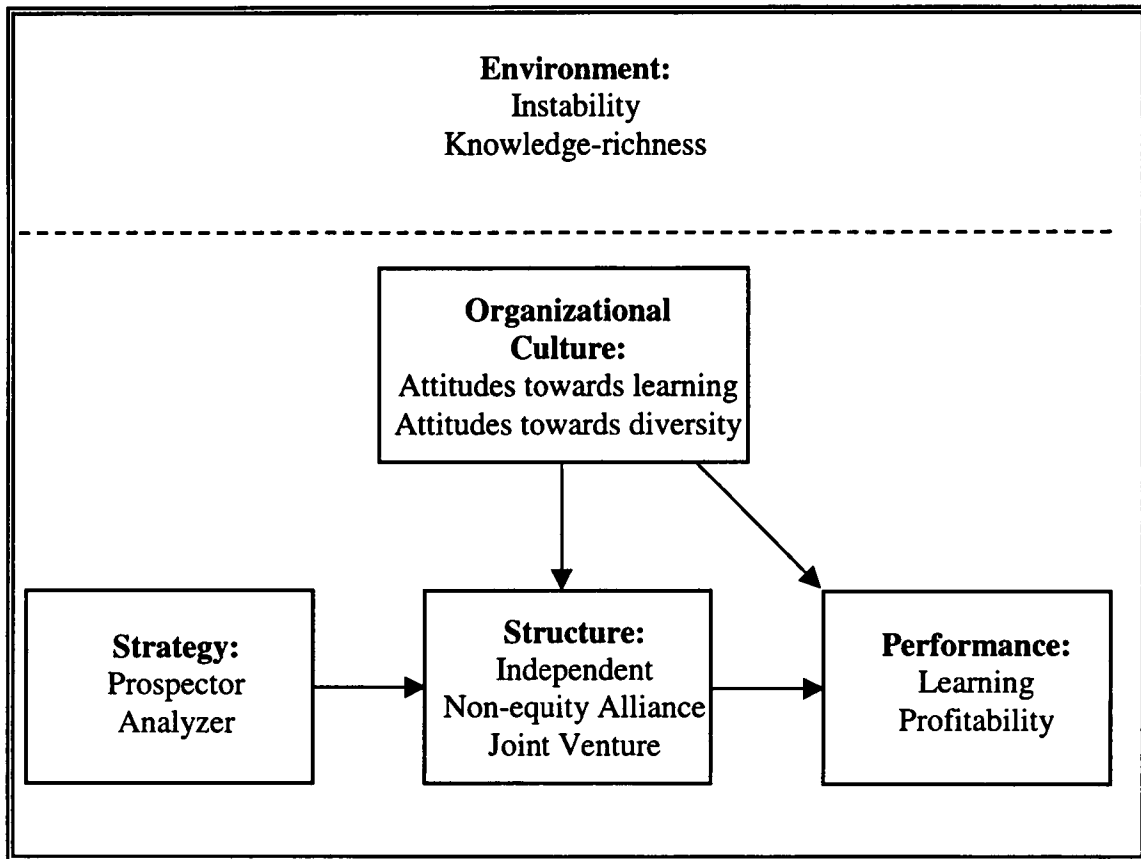 Environment:
Instability
Knowledge-richness
Organizational
Culture:
Attitudes towards learning
Attitudes towards diversity
Strategy:
Prospector
Analyzer
Structure:
Independent
Non-equity Alliance
Joint Venture
Performance:
Learning
Profitability